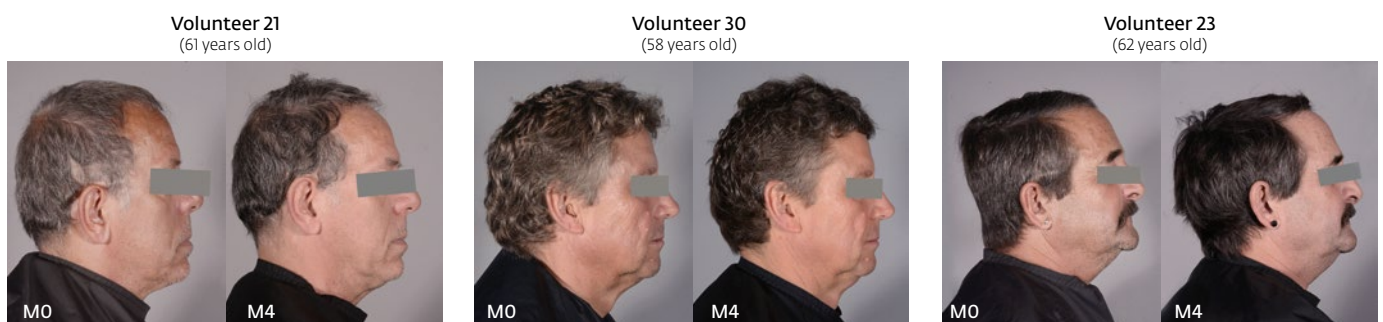 Volunteer 21
(61 years old)
M0
M4
Volunteer 30
(58 years old)
M0
M4
Volunteer 23
(62 years old)
M0
M4